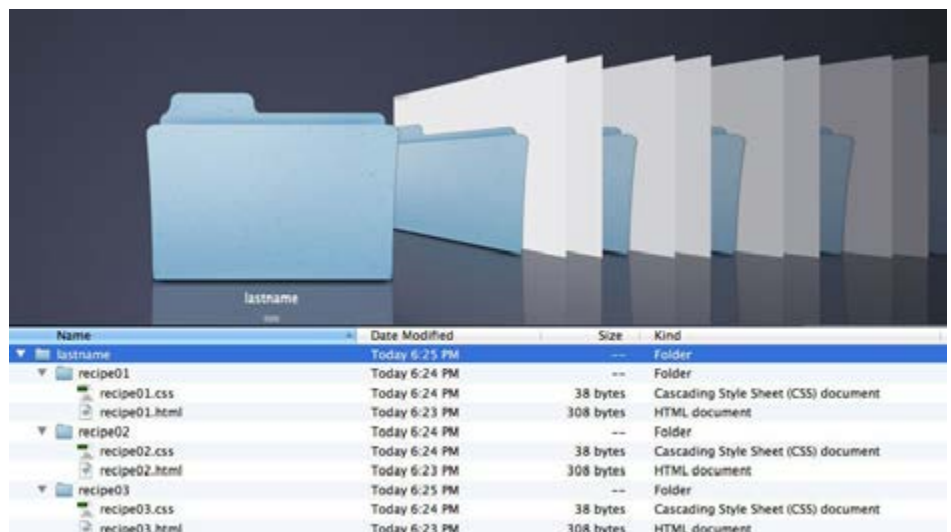 lastname
Name Date Modified Size Kind
lastname Today 6:25 PM -- Folder
recipe01 Today 6:24 PM -- Folder
recipe01.css Today 6:24 PM 38 bytes Cascading Style Sheet (CSS) document
recipe01.html Today 6:23 PM 308 bytes HTML document
recipe02 Today 6:24 PM -- Folder
recipe02.css Today 6:24 PM 38 bytes Cascading Style Sheet (CSS) document
recipe02.html Today 6:23 PM 308 bytes HTML document
recipe03 Today 6:25 PM -- Folder
recipe03.css Today 6:24 PM 38 bytes Cascading Style Sheet (CSS) document
recipe03.html Today 6:23 PM 308 bytes HTML document